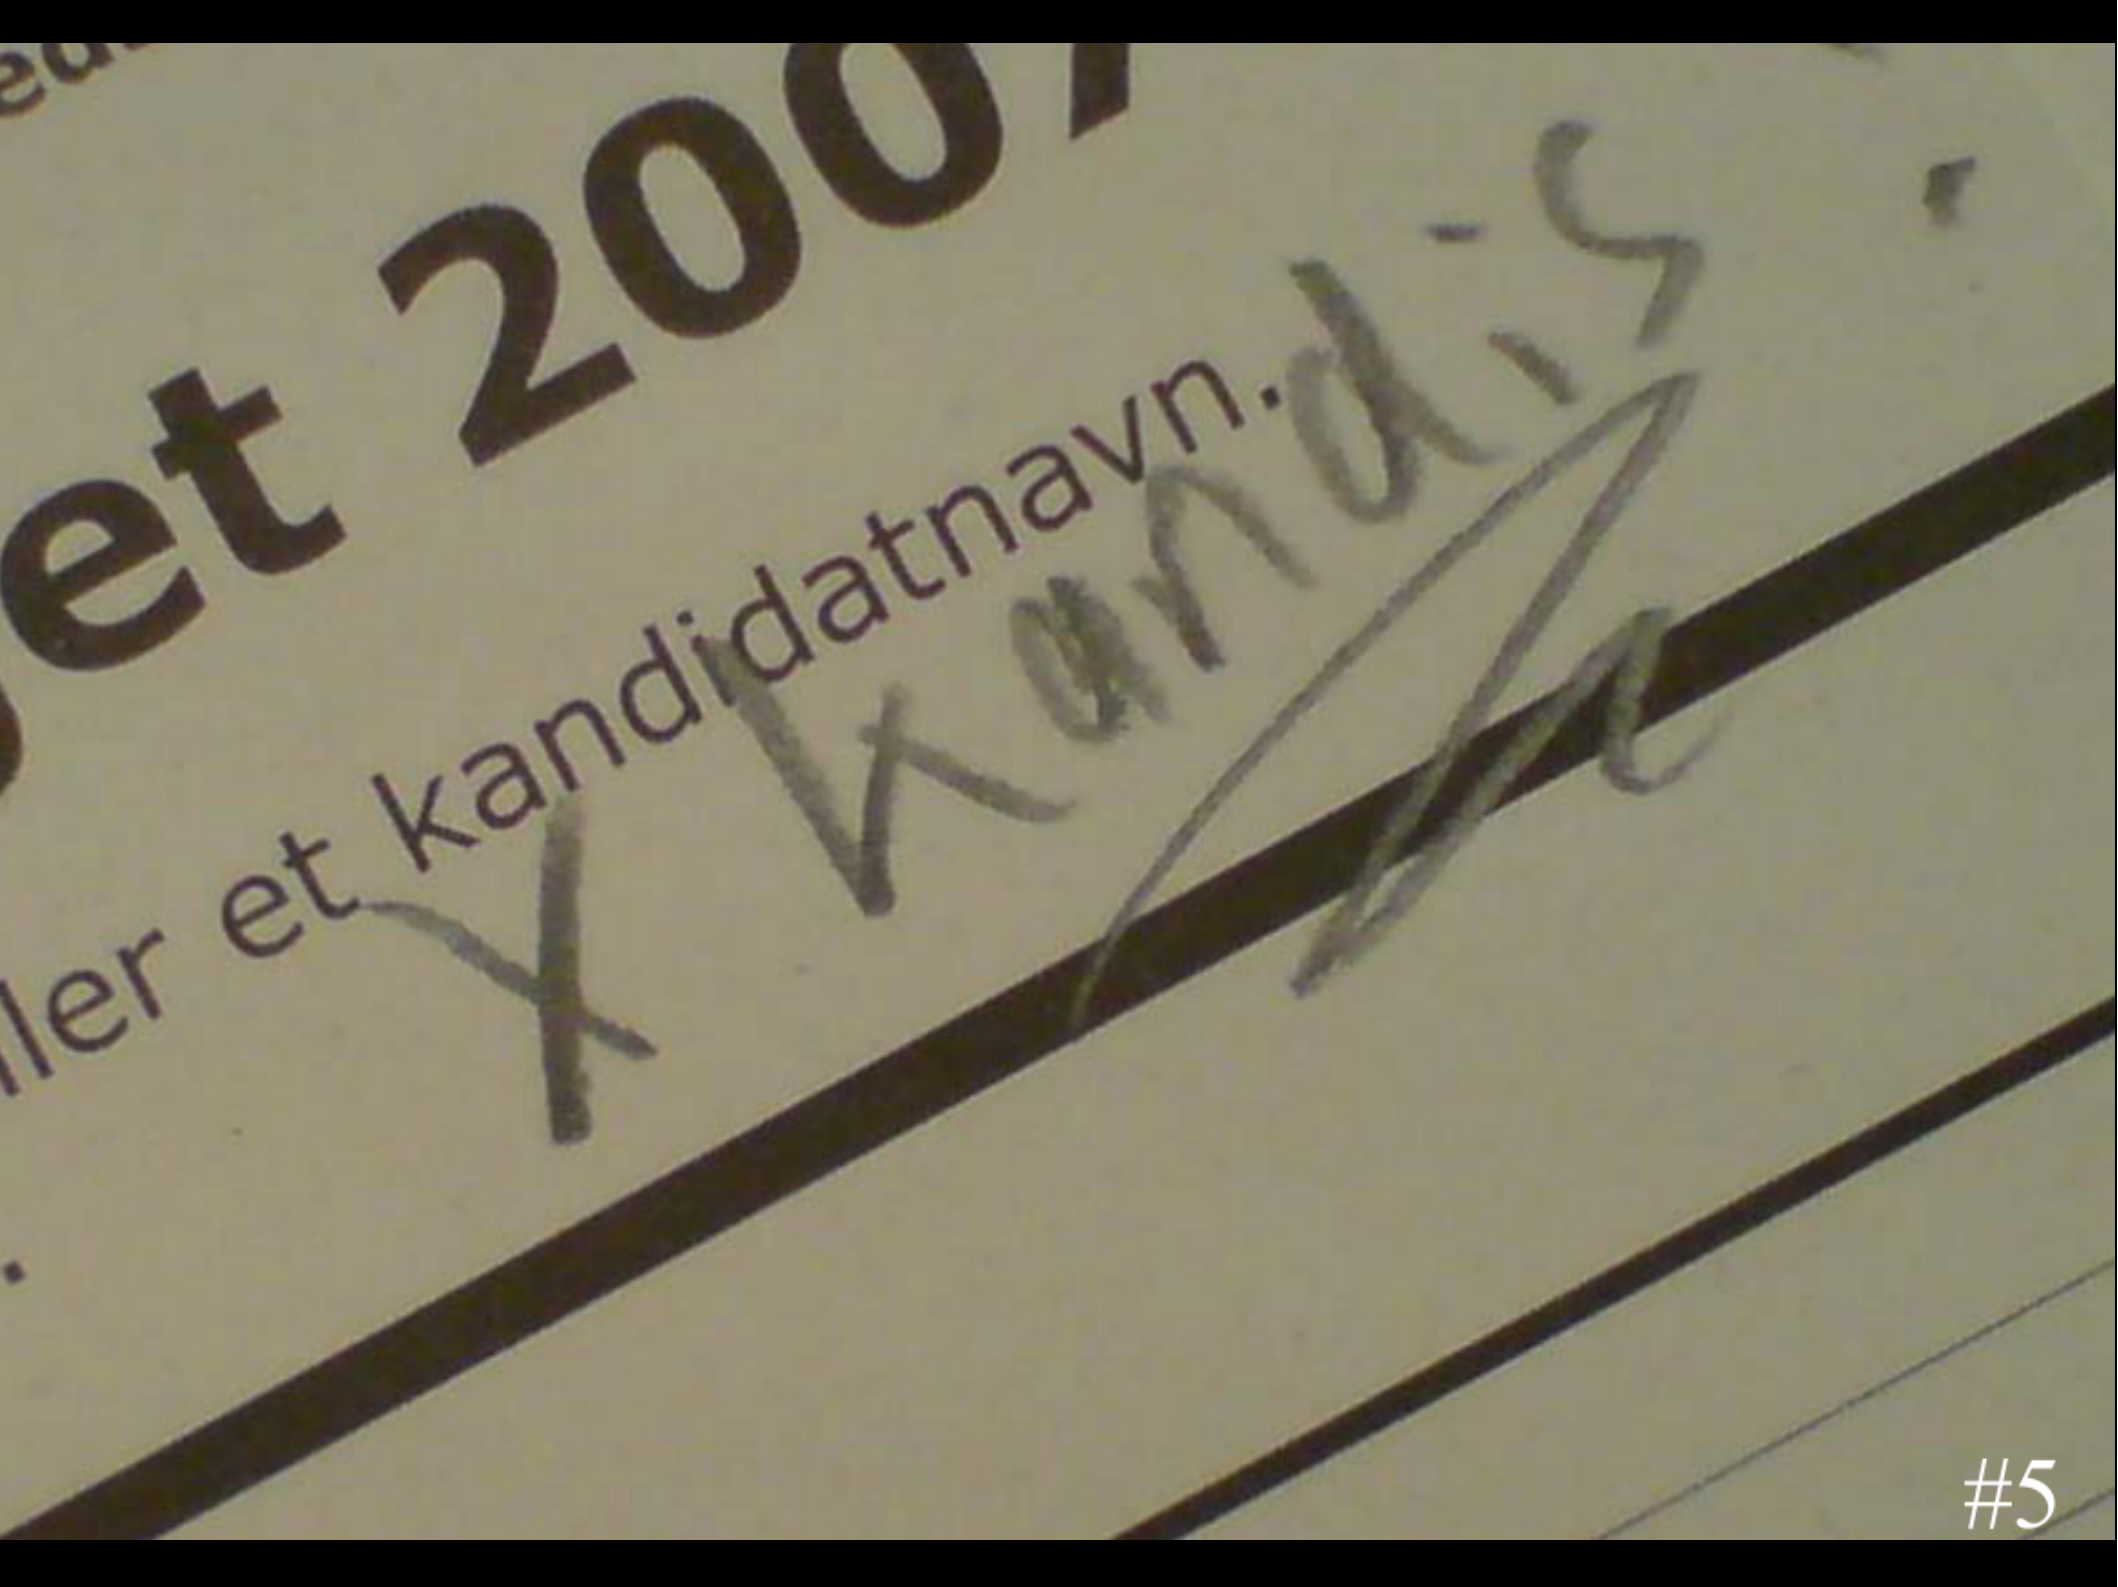 et 2007
ller et kandidatnavn.
X Kandis
#5